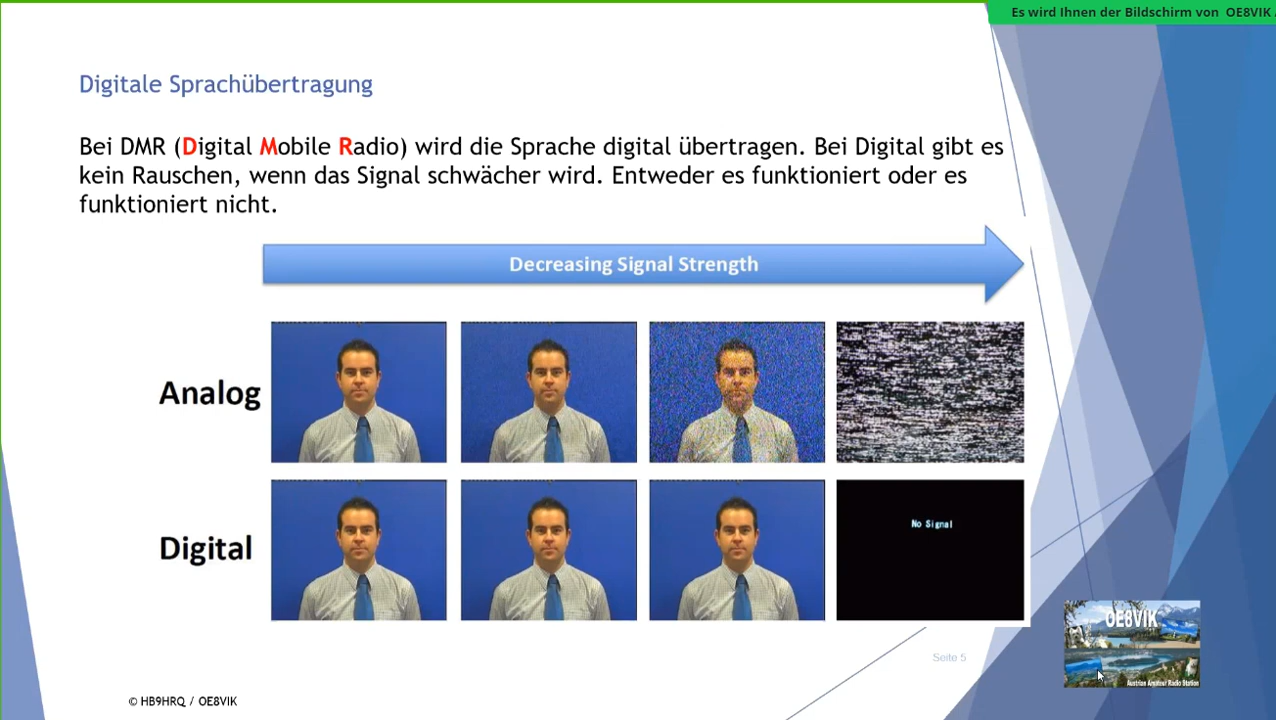 Es wird Ihnen der Bildschirm von OE8VIK
Digitale Sprachübertragung
Bei DMR (Digital Mobile Radio) wird die Sprache digital übertragen. Bei Digital gibt es
kein Rauschen, wenn das Signal schwächer wird. Entweder es funktioniert oder es
funktioniert nicht.
Decreasing Signal Strength
Analog
Digital
No Signal
OE8VIK
Austrian Amateur Radio Station
Seite 5
© HB9HRQ / OE8VIK